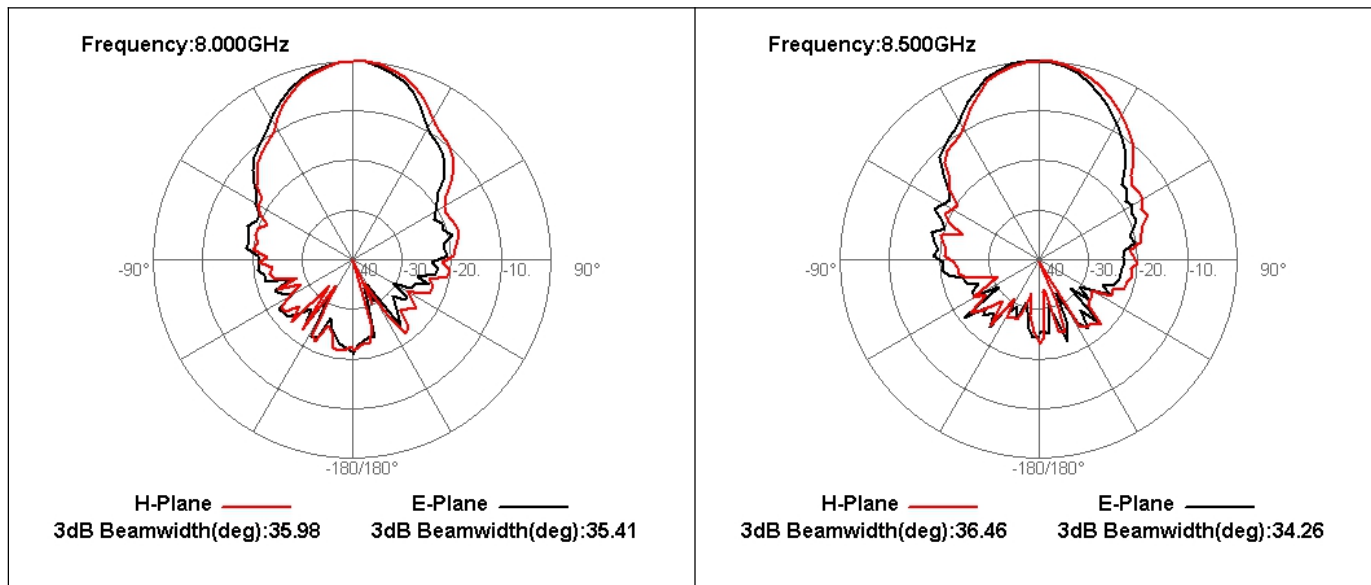 Frequency:8.000GHz
-90°
-40
-30.
-20.
-10.
90°
-180/180°
H-Plane
E-Plane
3dB Beamwidth(deg):35.98
3dB Beamwidth(deg):35.41
Frequency:8.500GHz
-90°
-40
-30.
-20.
-10.
90°
-180/180°
H-Plane
E-Plane
3dB Beamwidth(deg):36.46
3dB Beamwidth(deg):34.26